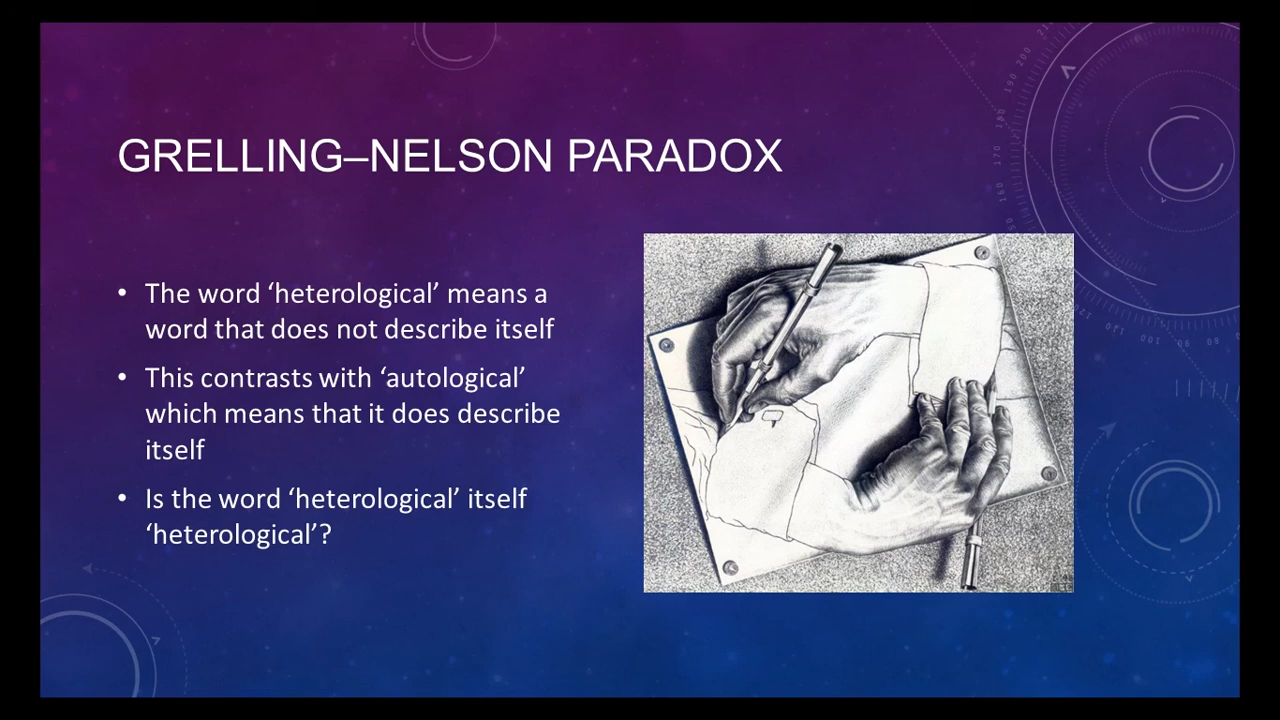 GRELLING–NELSON PARADOX
• The word ‘heterological’ means a
word that does not describe itself
• This contrasts with ‘autological’
which means that it does describe
itself
• Is the word ‘heterological’ itself
‘heterological’?